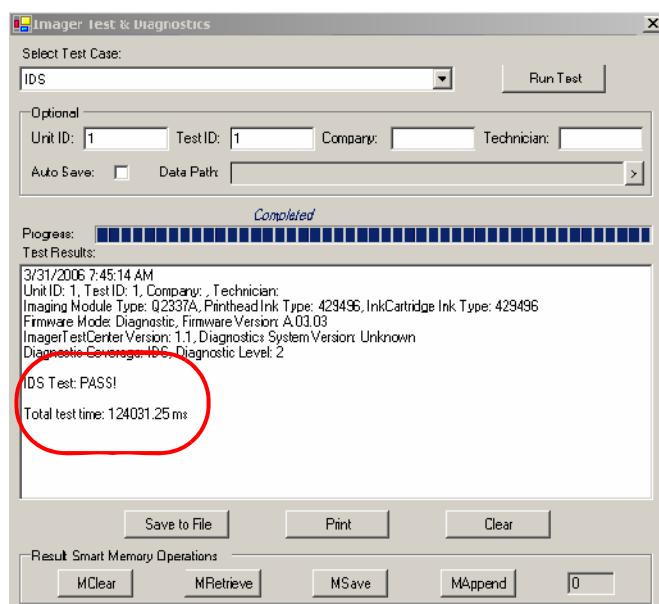 Imager Test & Diagnostics
Select Test Case:
IDS
Run Test
Optional
Unit ID: 1 Test ID: 1 Company: Technician:
Auto Save: Data Path: >
Completed
Progress:
Test Results:
3/31/2006 7:45:14 AM
Unit ID: 1, Test ID: 1, Company: , Technician:
Imaging Module Type: Q2337A, Printhead Ink Type: 429496, InkCartridge Ink Type: 429496
Firmware Mode: Diagnostic, Firmware Version: A.03.03
ImagerTestCenter Version: 1.1, Diagnostics System Version: Unknown
Diagnostic Coverage: IDS, Diagnostic Level: 2
IDS Test: PASS!
Total test time: 124031.25 ms
Save to File Print Clear
Result Smart Memory Operations
MClear MRetrieve MSave MAppend 0